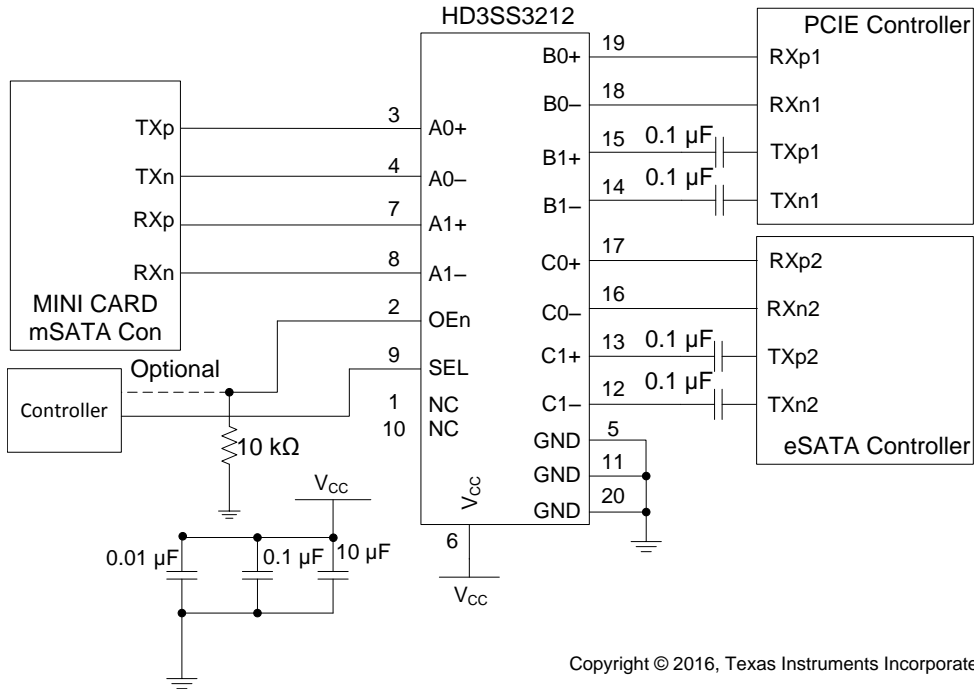 HD3SS3212
MINI CARD
mSATA Con
TXp
TXn
RXp
RXn
3
4
7
8
2
9
1
10
A0+
A0–
A1+
A1–
OEn
SEL
NC
NC
Controller
Optional
10 kΩ
VCC
0.01 µF
0.1 µF
10 µF
VCC
6
VCC
B0+
B0–
B1+
B1–
C0+
C0–
C1+
C1–
GND
GND
GND
19
18
15
14
17
16
13
12
5
11
20
0.1 µF
0.1 µF
0.1 µF
0.1 µF
PCIE Controller
RXp1
RXn1
TXp1
TXn1
RXp2
RXn2
TXp2
TXn2
eSATA Controller
Copyright © 2016, Texas Instruments Incorporate